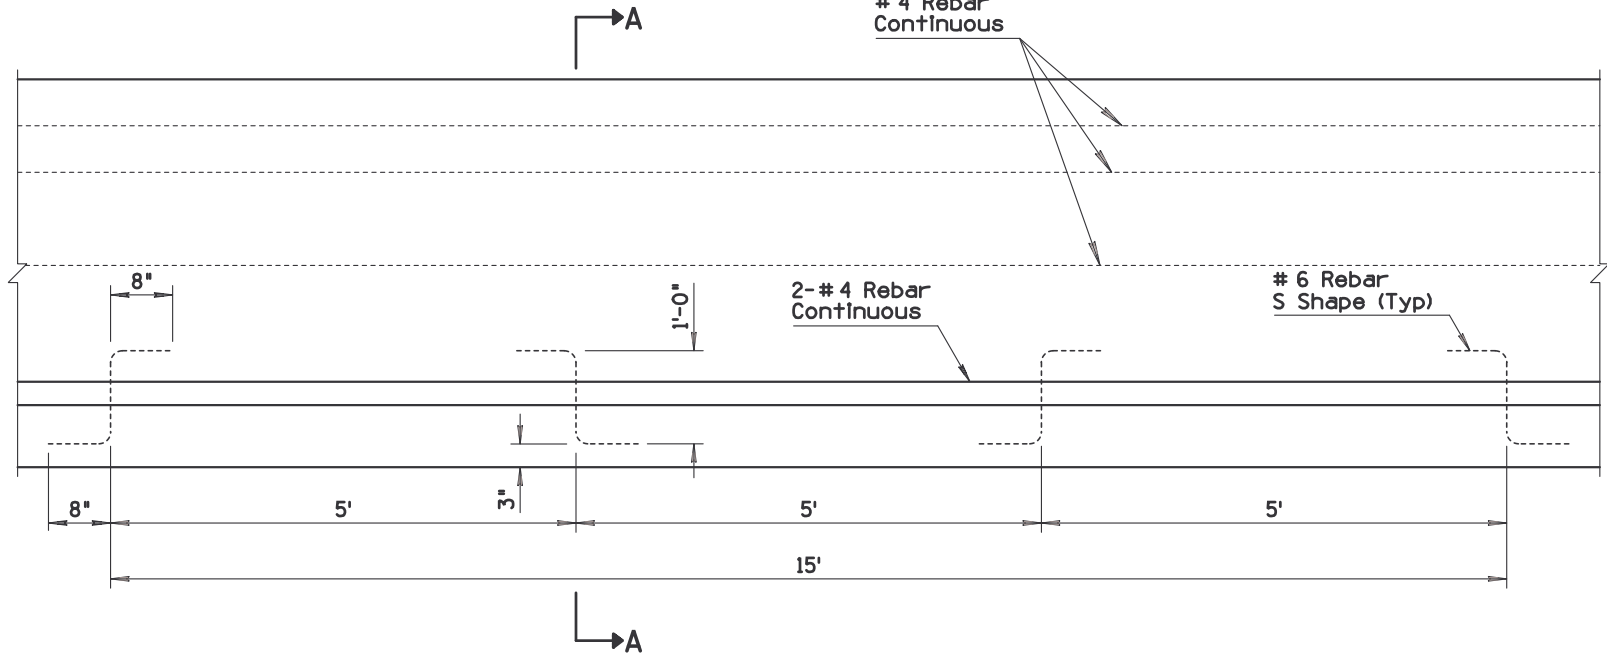 A
# 4 Rebar
Continuous
8"
1'-0"
2-# 4 Rebar
Continuous
# 6 Rebar
S Shape (Typ)
3"
8"
5'
5'
5'
15'
A